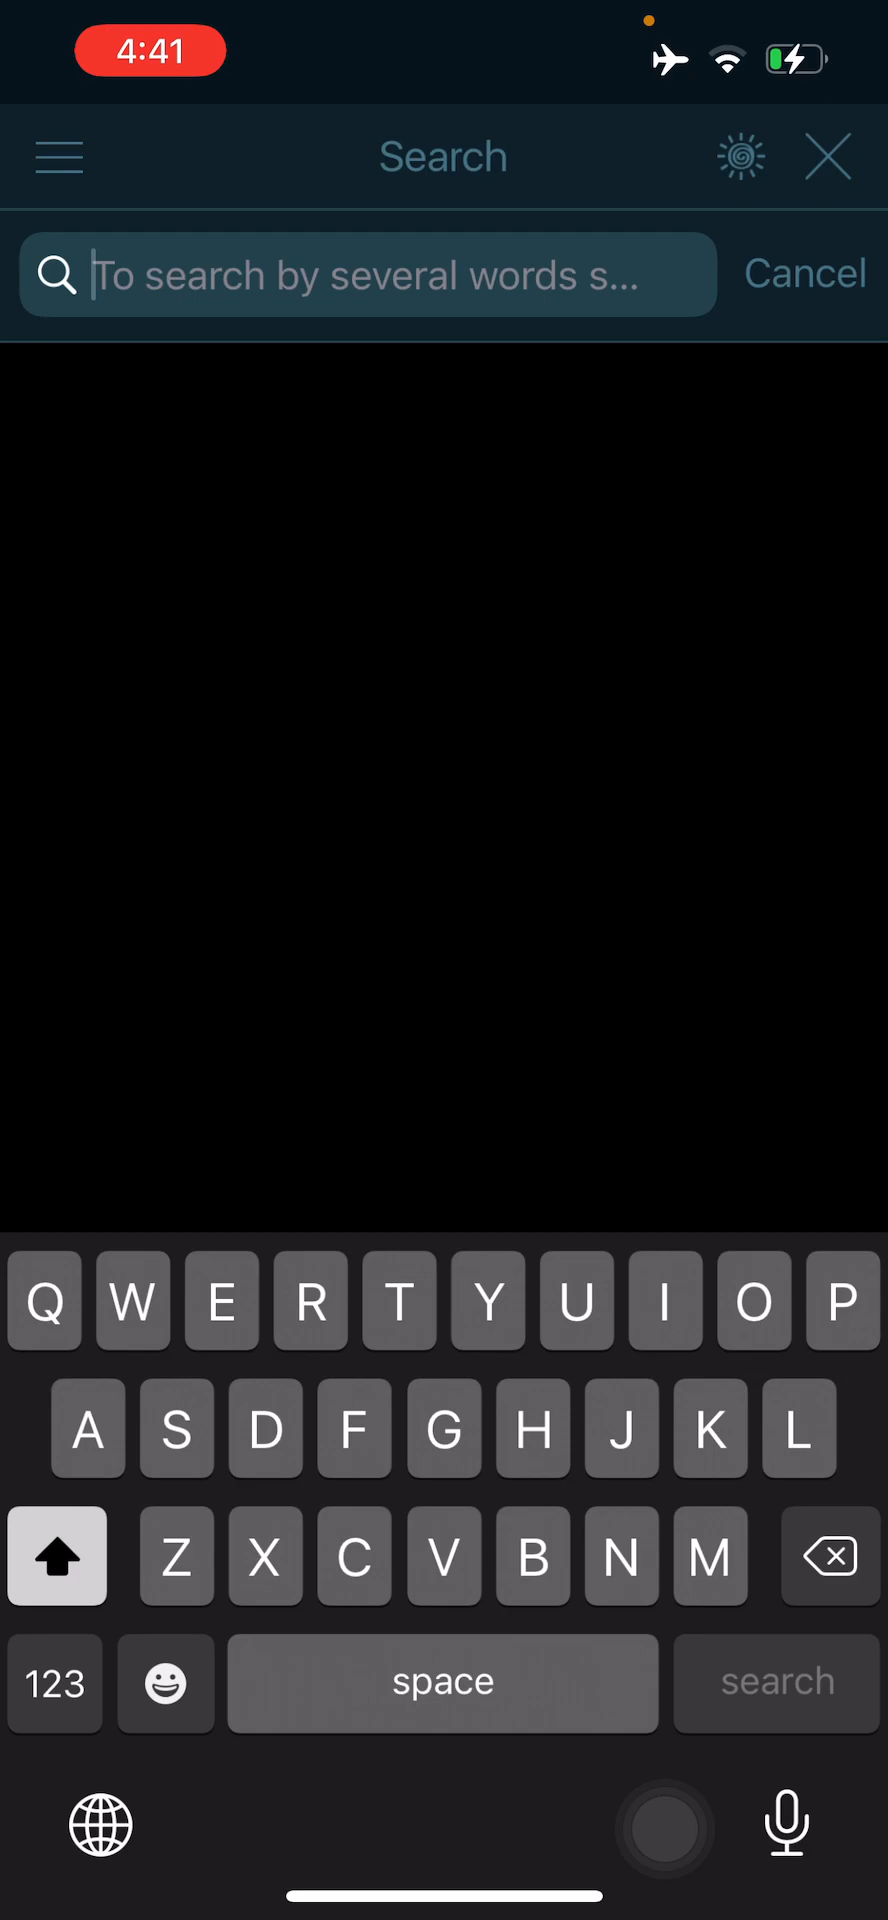 4:41
Search
To search by several words s...
Cancel
Q W E R T Y U I O P
A S D F G H J K L
Z X C V B N M
123 space search